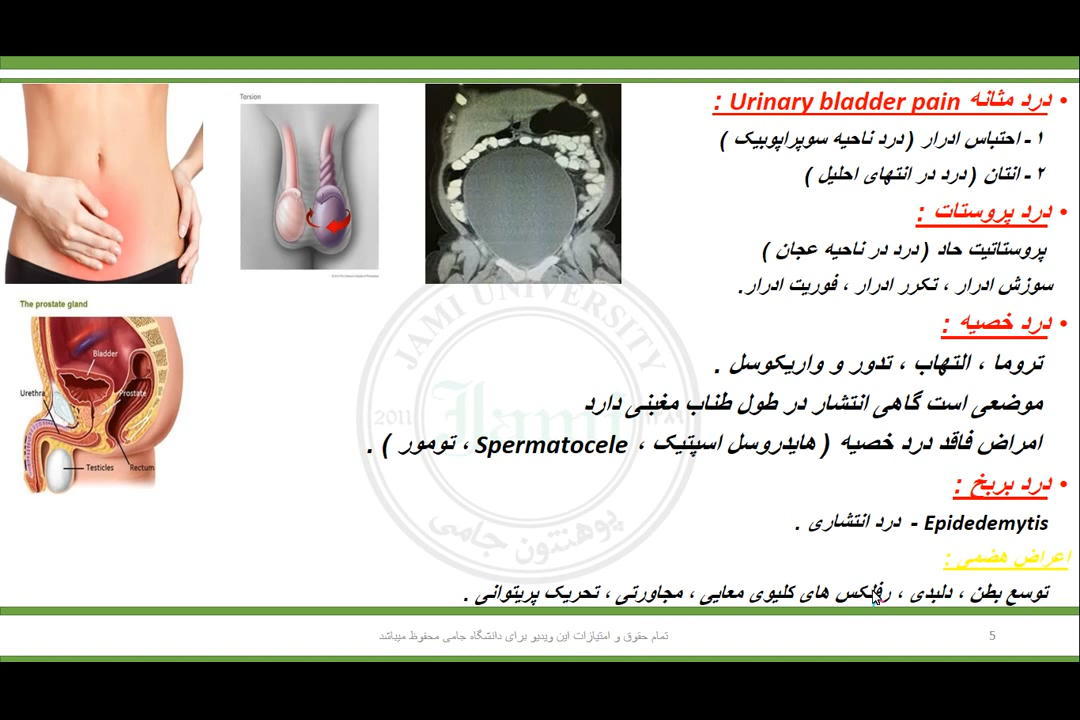 • درد مثانه Urinary bladder pain :
۱ ـ احتباس ادرار ( درد ناحیه سوپراپوبیک )
۲ ـ انتان ( درد در انتهای احلیل )
• درد پروستات :
پروستاتیت حاد ( درد در ناحیه عجان )
سوزش ادرار ، تکرر ادرار ، فوریت ادرار.
• درد خصیه :
تروما ، التهاب ، تدور و واریکوسل .
موضعی است گاهی انتشار در طول طناب مغبنی دارد
امراض فاقد درد خصیه ( هایدروسل اسپتیک ، Spermatocele ، تومور ) .
• درد بربخ :
Epidedemytis - درد انتشاری .
اعراض هضمی :
توسع بطن ، دلبدی ، رفلکس های کلیوی معایی ، مجاورتی ، تحریک پریتوانی .
Torsion
The prostate gland
Bladder
Urethra
Prostate
Testicles
Rectum
JAMI UNIVERSITY
2011
Jami
۱۳۸۹
پوهنتون جامی
تمام حقوق و امتیازات این ویدیو برای دانشگاه جامی محفوظ میباشد
5